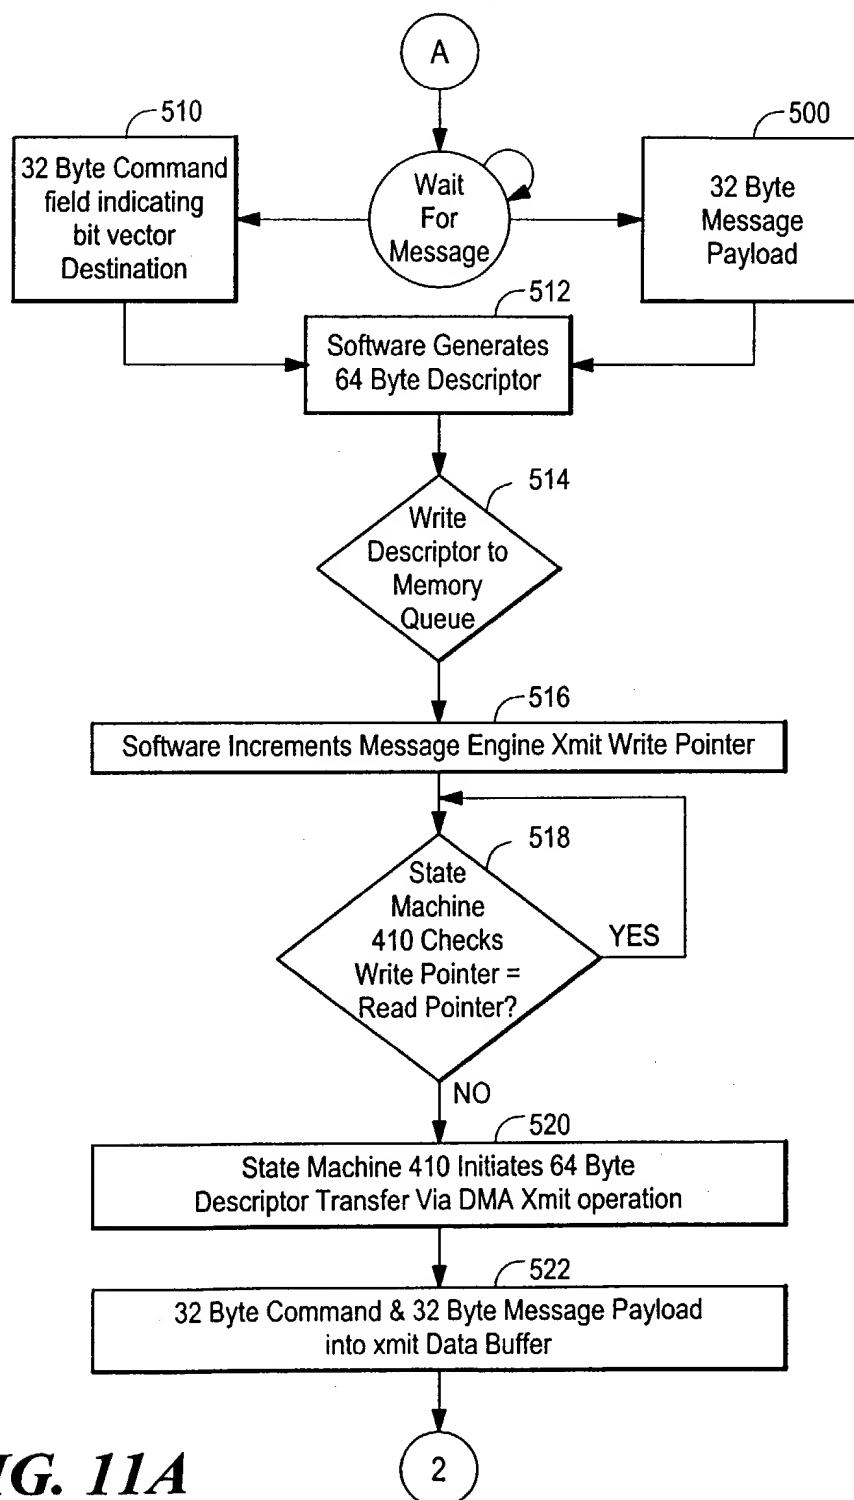 A
510
32 Byte Command
field indicating
bit vector
Destination
Wait
For
Message
500
32 Byte
Message
Payload
512
Software Generates
64 Byte Descriptor
514
Write
Descriptor to
Memory
Queue
516
Software Increments Message Engine Xmit Write Pointer
518
State
Machine
410 Checks
Write Pointer =
Read Pointer?
YES
NO
520
State Machine 410 Initiates 64 Byte
Descriptor Transfer Via DMA Xmit operation
522
32 Byte Command & 32 Byte Message Payload
into xmit Data Buffer
2
IG. 11A